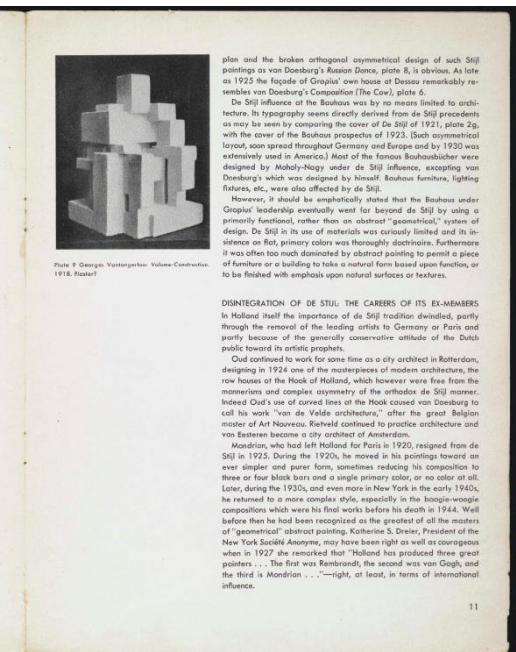 plan and the broken orthogonal asymmetrical design of such Stijl
paintings as van Doesburg's Russian Dance, plate 8, is obvious. As late
as 1925 the façade of Gropius' own house at Dessau remarkably re-
sembles van Doesburg's Composition (The Cow), plate 6.
De Stijl influence at the Bauhaus was by no means limited to archi-
tecture. Its typography seems directly derived from de Stijl precedents
as may be seen by comparing the cover of De Stijl of 1921, plate 2g,
with the cover of the Bauhaus prospectus of 1923. (Such asymmetrical
layout, soon spread throughout Germany and Europe and by 1930 was
extensively used in America.) Most of the famous Bauhausbücher were
designed by Moholy-Nagy under de Stijl influence, excepting van
Doesburg's which was designed by himself. Bauhaus furniture, lighting
fixtures, etc., were also affected by de Stijl.
However, it should be emphatically stated that the Bauhaus under
Gropius' leadership eventually went far beyond de Stijl by using a
primarily functional, rather than an abstract "geometrical," system of
design. De Stijl in its use of materials was curiously limited and its in-
sistence on flat, primary colors was thoroughly doctrinaire. Furthermore
it was often too much dominated by abstract painting to permit a piece
of furniture or a building to take a natural form based upon function, or
to be finished with emphasis upon natural surfaces or textures.
Plate 9 Georges Vantongerloo: Volume-Construction.
1918. Plaster?
DISINTEGRATION OF DE STIJL: THE CAREERS OF ITS EX-MEMBERS
In Holland itself the importance of de Stijl tradition dwindled, partly
through the removal of the leading artists to Germany or Paris and
partly because of the generally conservative attitude of the Dutch
public toward its artistic prophets.
Oud continued to work for some time as a city architect in Rotterdam,
designing in 1924 one of the masterpieces of modern architecture, the
row houses at the Hook of Holland, which however were free from the
mannerisms and complex asymmetry of the orthodox de Stijl manner.
Indeed Oud's use of curved lines at the Hook caused van Doesburg to
call his work "van de Velde architecture," after the great Belgian
master of Art Nouveau. Rietveld continued to practice architecture and
van Eesteren became a city architect of Amsterdam.
Mondrian, who had left Holland for Paris in 1920, resigned from de
Stijl in 1925. During the 1920s, he moved in his paintings toward an
ever simpler and purer form, sometimes reducing his composition to
three or four black bars and a single primary color, or no color at all.
Later, during the 1930s, and even more in New York in the early 1940s,
he returned to a more complex style, especially in the boogie-woogie
compositions which were his final works before his death in 1944. Well
before then he had been recognized as the greatest of all the masters
of "geometrical" abstract painting. Katherine S. Dreier, President of the
New York Société Anonyme, may have been right as well as courageous
when in 1927 she remarked that "Holland has produced three great
painters . . . The first was Rembrandt, the second was van Gogh, and
the third is Mondrian . . ."—right, at least, in terms of international
influence.
11